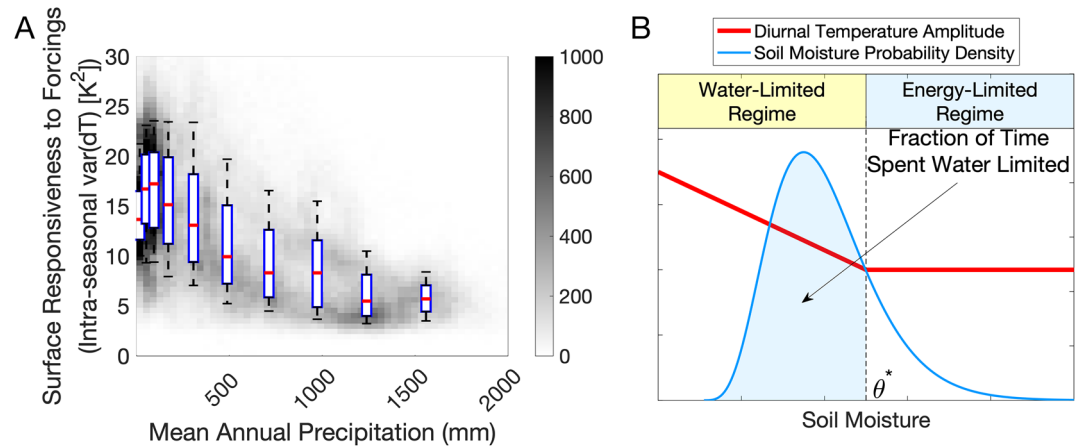 A
Surface Responsiveness to Forcings
(Intra-seasonal var(dT) [K²])
30
25
20
15
10
5
0
500
1000
1500
2000
Mean Annual Precipitation (mm)
1000
800
600
400
200
0
B
Diurnal Temperature Amplitude
Soil Moisture Probability Density
Water-Limited
Regime
Energy-Limited
Regime
Fraction of Time
Spent Water Limited
θ*
Soil Moisture